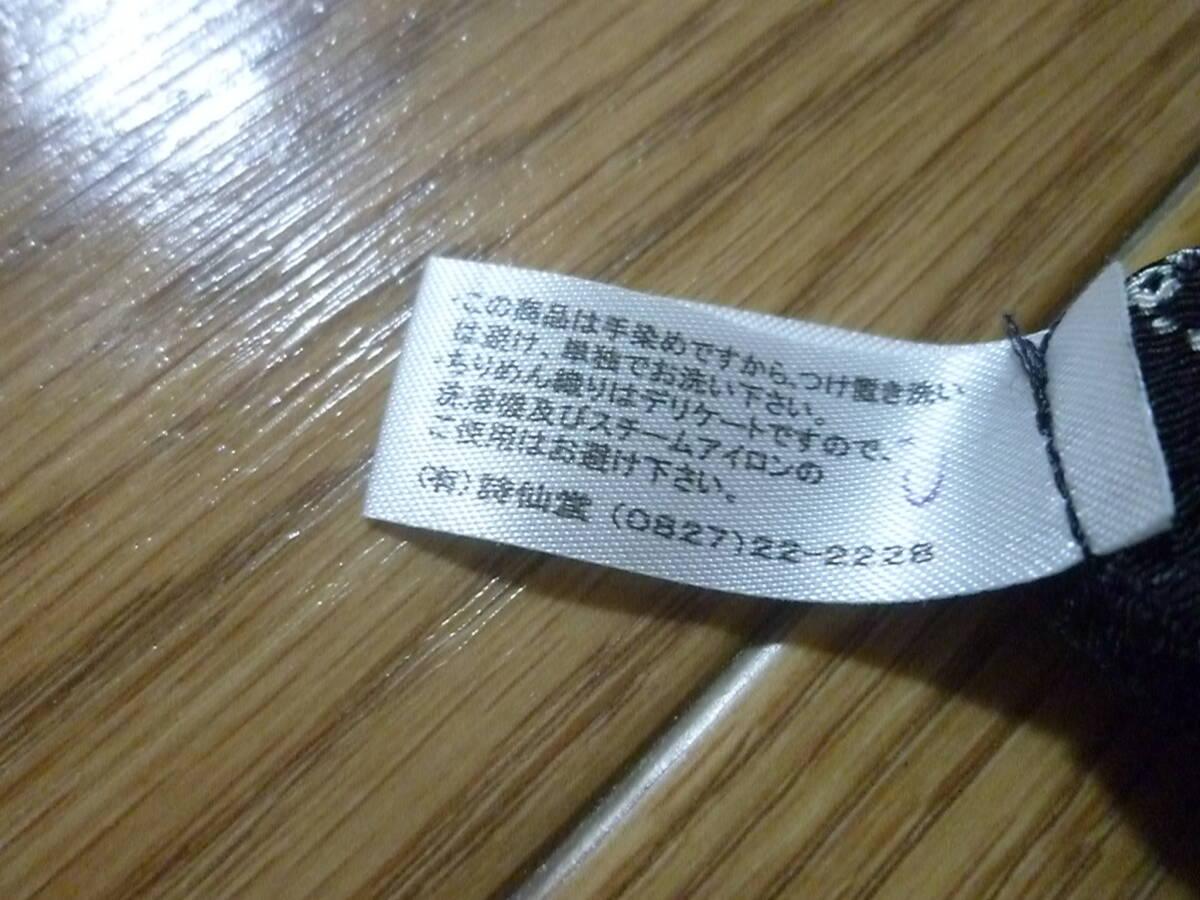 ・この商品は手染めですから、つけ置き洗い
は避け、単独でお洗い下さい。
・ちりめん織りはデリケートですので、
洗濯機及びスチームアイロンの
ご使用はお避け下さい。
(有)詩仙堂 (0827)22-2228